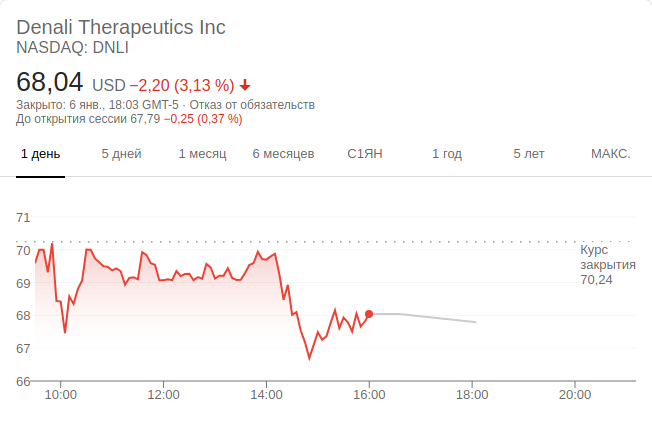 Denali Therapeutics Inc
NASDAQ: DNLI
68,04 USD −2,20 (3,13 %)
Закрыто: 6 янв., 18:03 GMT-5 · Отказ от обязательств
До открытия сессии 67,79 −0,25 (0,37 %)
1 день 5 дней 1 месяц 6 месяцев С1ЯН 1 год 5 лет МАКС.
71
70
69
68
67
66
Курс
закрытия
70,24
10:00 12:00 14:00 16:00 18:00 20:00